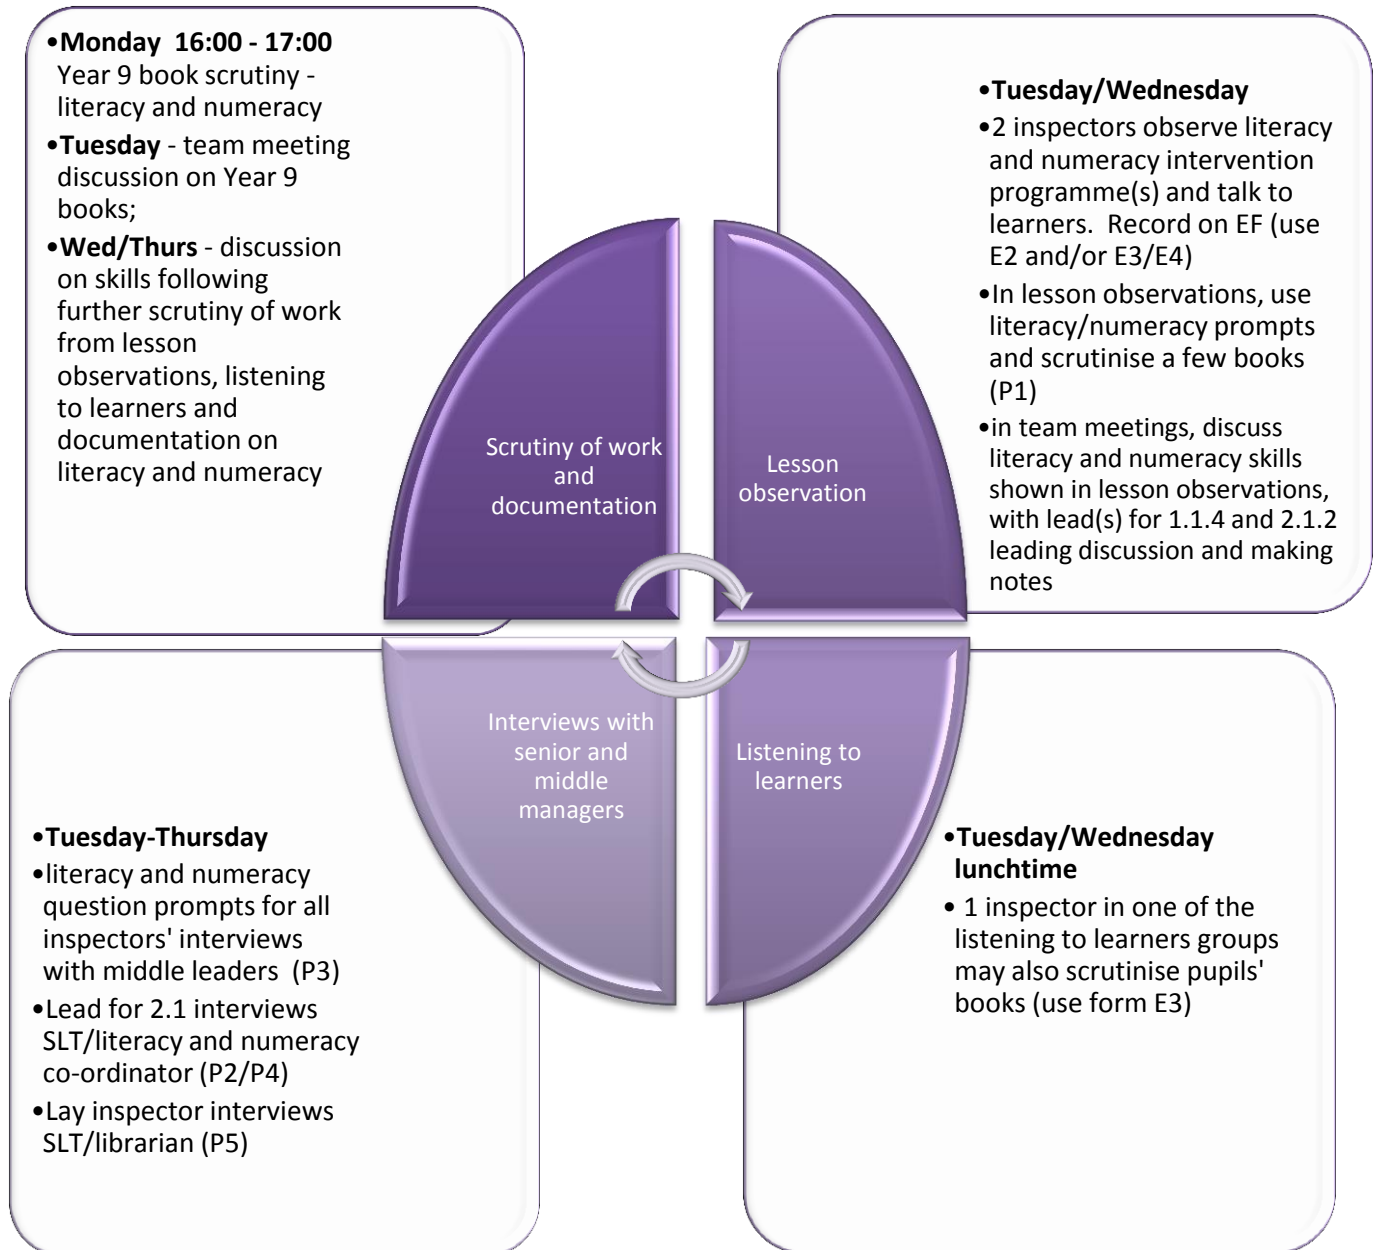 •Monday 16:00 - 17:00
Year 9 book scrutiny -
literacy and numeracy
•Tuesday - team meeting
discussion on Year 9
books;
•Wed/Thurs - discussion
on skills following
further scrutiny of work
from lesson
observations, listening
to learners and
documentation on
literacy and numeracy
•Tuesday/Wednesday
•2 inspectors observe literacy
and numeracy intervention
programme(s) and talk to
learners. Record on EF (use
E2 and/or E3/E4)
•In lesson observations, use
literacy/numeracy prompts
and scrutinise a few books
(P1)
•in team meetings, discuss
literacy and numeracy skills
shown in lesson observations,
with lead(s) for 1.1.4 and 2.1.2
leading discussion and making
notes
Scrutiny of work
and
documentation
Lesson
observation
Interviews with
senior and
middle
managers
Listening to
learners
•Tuesday-Thursday
•literacy and numeracy
question prompts for all
inspectors' interviews
with middle leaders (P3)
•Lead for 2.1 interviews
SLT/literacy and numeracy
co-ordinator (P2/P4)
•Lay inspector interviews
SLT/librarian (P5)
•Tuesday/Wednesday
lunchtime
• 1 inspector in one of the
listening to learners groups
may also scrutinise pupils'
books (use form E3)